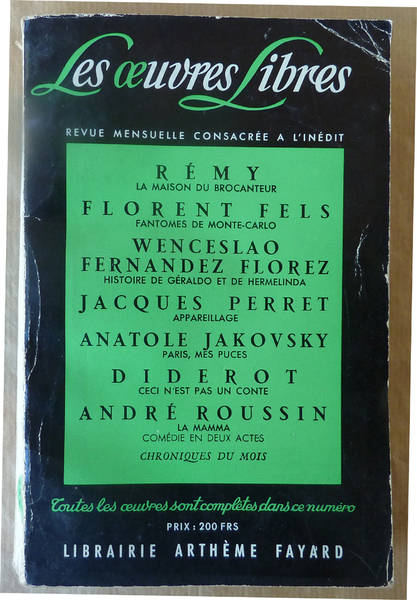 Les œuvres Libres
REVUE MENSUELLE CONSACRÉE A L'INÉDIT
RÉMY
LA MAISON DU BROCANTEUR
FLORENT FELS
FANTOMES DE MONTE-CARLO
WENCESLAO
FERNANDEZ FLOREZ
HISTOIRE DE GÉRALDO ET DE HERMELINDA
JACQUES PERRET
APPAREILLAGE
ANATOLE JAKOVSKY
PARIS, MES PUCES
DIDEROT
CECI N'EST PAS UN CONTE
ANDRÉ ROUSSIN
LA MAMMA
COMÉDIE EN DEUX ACTES
CHRONIQUES DU MOIS
Toutes les œuvres sont complètes dans ce numéro
PRIX : 200 FRS
LIBRAIRIE ARTHÈME FAYARD